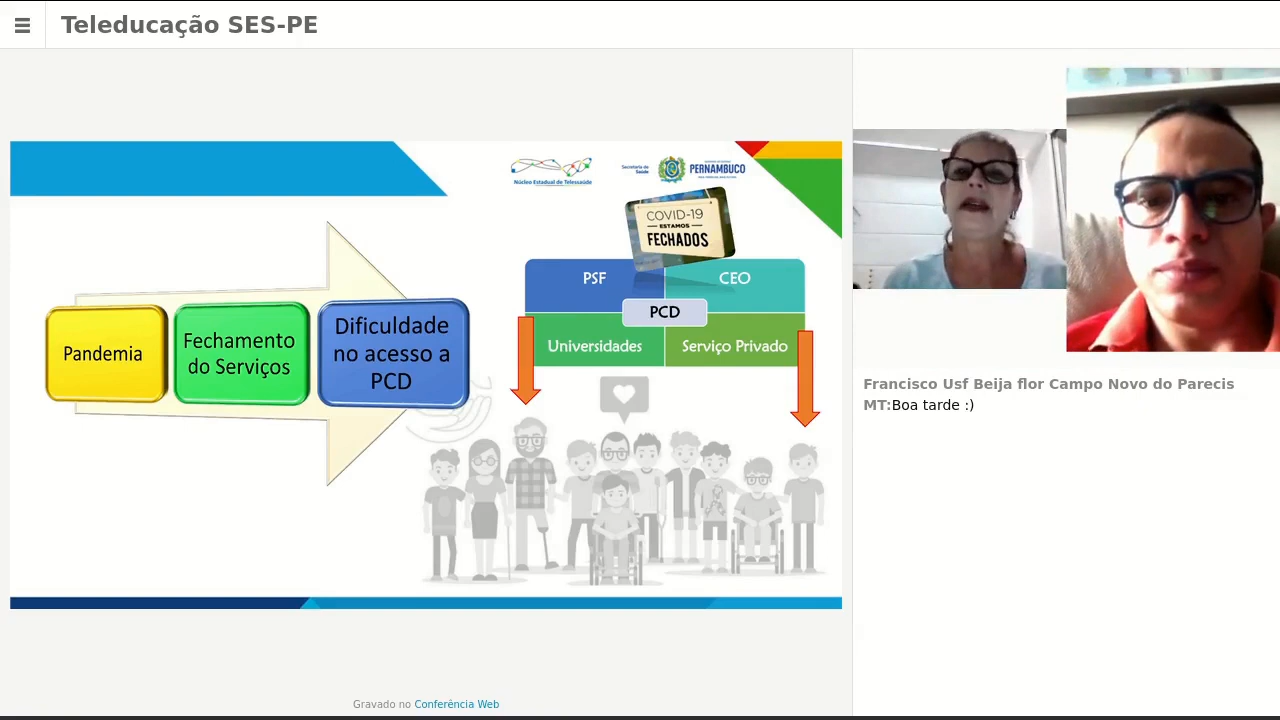 Teleducação SES-PE
Núcleo Estadual de Telessaúde
Secretaria de
Saúde
PERNAMBUCO
COVID-19
ESTAMOS
FECHADOS
PSF
CEO
PCD
Universidades
Serviço Privado
Pandemia
Fechamento
do Serviços
Dificuldade
no acesso a
PCD
Francisco Usf Beija flor Campo Novo do Parecis
MT:Boa tarde :)
Gravado no Conferência Web